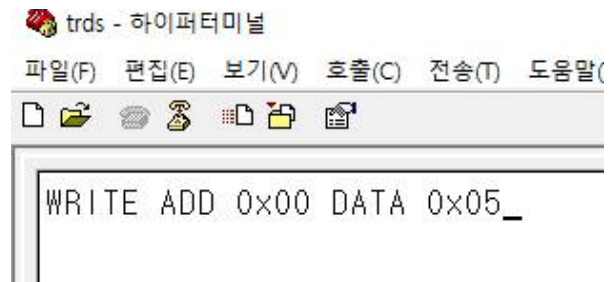 trds - 하이퍼터미널
파일(F) 편집(E) 보기(V) 호출(C) 전송(T) 도움말(
WRITE ADD 0x00 DATA 0x05_